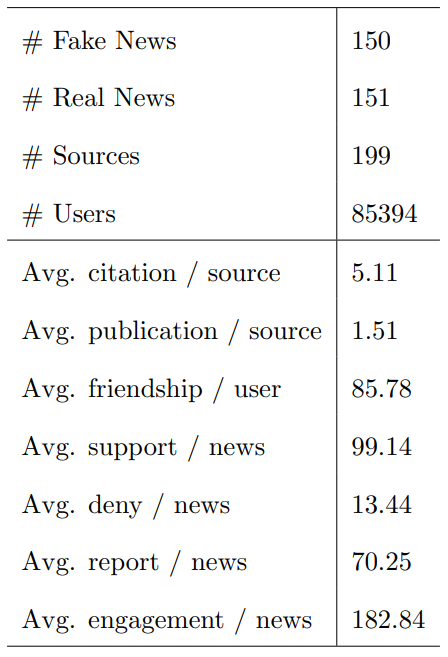 # Fake News 150
# Real News 151
# Sources 199
# Users 85394
Avg. citation / source 5.11
Avg. publication / source 1.51
Avg. friendship / user 85.78
Avg. support / news 99.14
Avg. deny / news 13.44
Avg. report / news 70.25
Avg. engagement / news 182.84